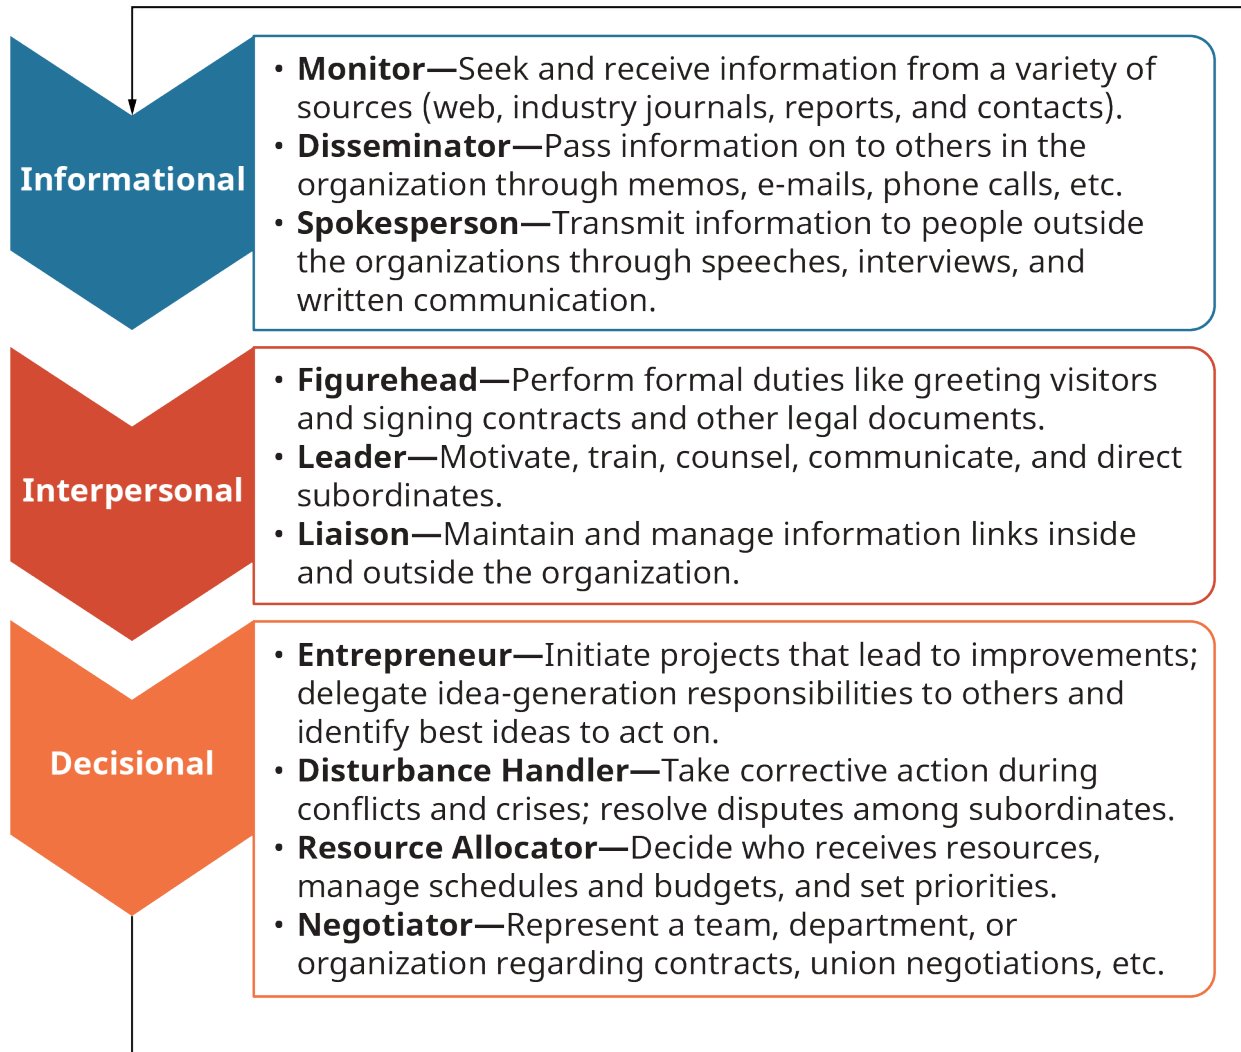 Informational
• Monitor—Seek and receive information from a variety of
sources (web, industry journals, reports, and contacts).
• Disseminator—Pass information on to others in the
organization through memos, e-mails, phone calls, etc.
• Spokesperson—Transmit information to people outside
the organizations through speeches, interviews, and
written communication.
Interpersonal
• Figurehead—Perform formal duties like greeting visitors
and signing contracts and other legal documents.
• Leader—Motivate, train, counsel, communicate, and direct
subordinates.
• Liaison—Maintain and manage information links inside
and outside the organization.
Decisional
• Entrepreneur—Initiate projects that lead to improvements;
delegate idea-generation responsibilities to others and
identify best ideas to act on.
• Disturbance Handler—Take corrective action during
conflicts and crises; resolve disputes among subordinates.
• Resource Allocator—Decide who receives resources,
manage schedules and budgets, and set priorities.
• Negotiator—Represent a team, department, or
organization regarding contracts, union negotiations, etc.